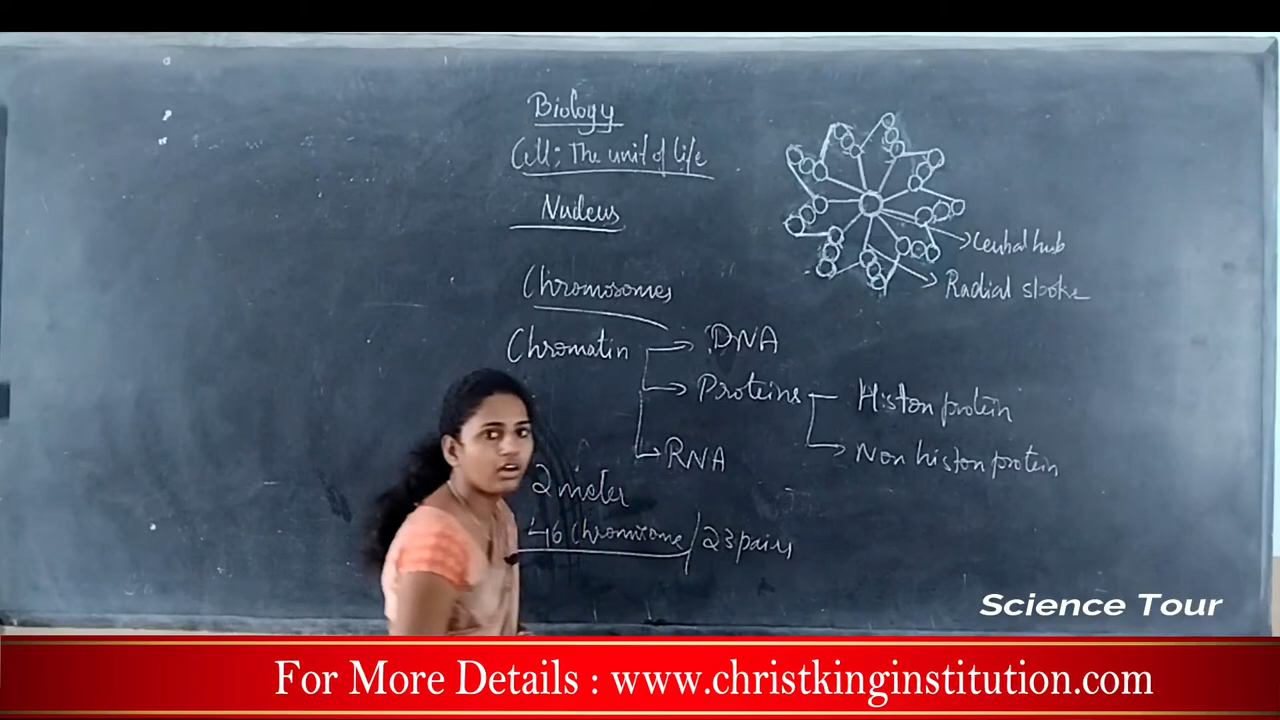 Biology
Cell: The unit of life
Nucleus
Central hub
Radial spoke
Chromosomes
Chromatin
DNA
Proteins
Histon protein
Non histon protein
RNA
2 meter
46 Chromosome / 23 pairs
Science Tour
For More Details : www.christkinginstitution.com